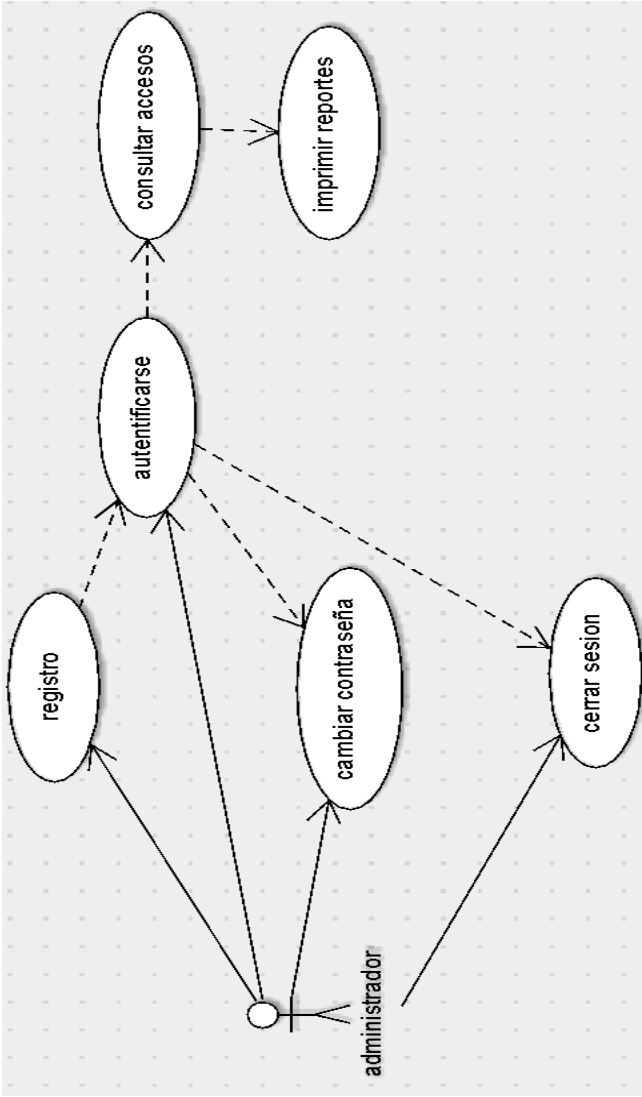 registro
autentificarse
consultar accesos
imprimir reportes
cambiar contraseña
cerrar sesion
administrador